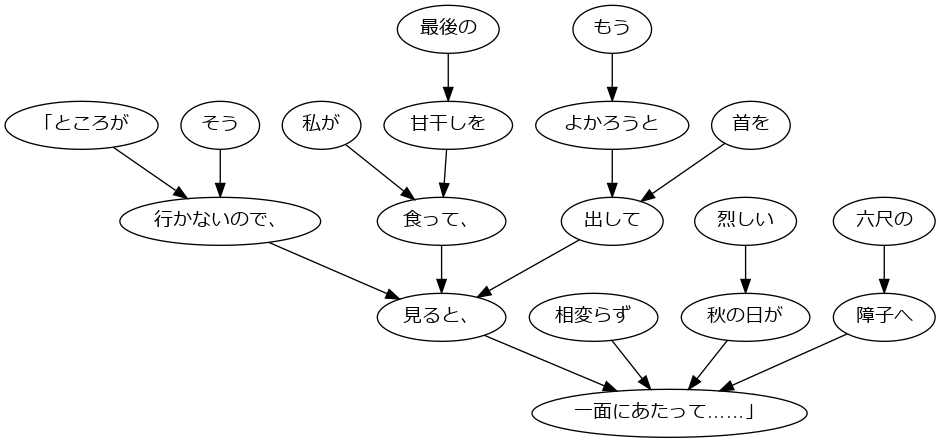 最後の
もう
「ところが
そう
私が
甘干しを
よかろうと
首を
行かないので、
食って、
出して
烈しい
六尺の
見ると、
相変らず
秋の日が
障子へ
一面にあたって……」